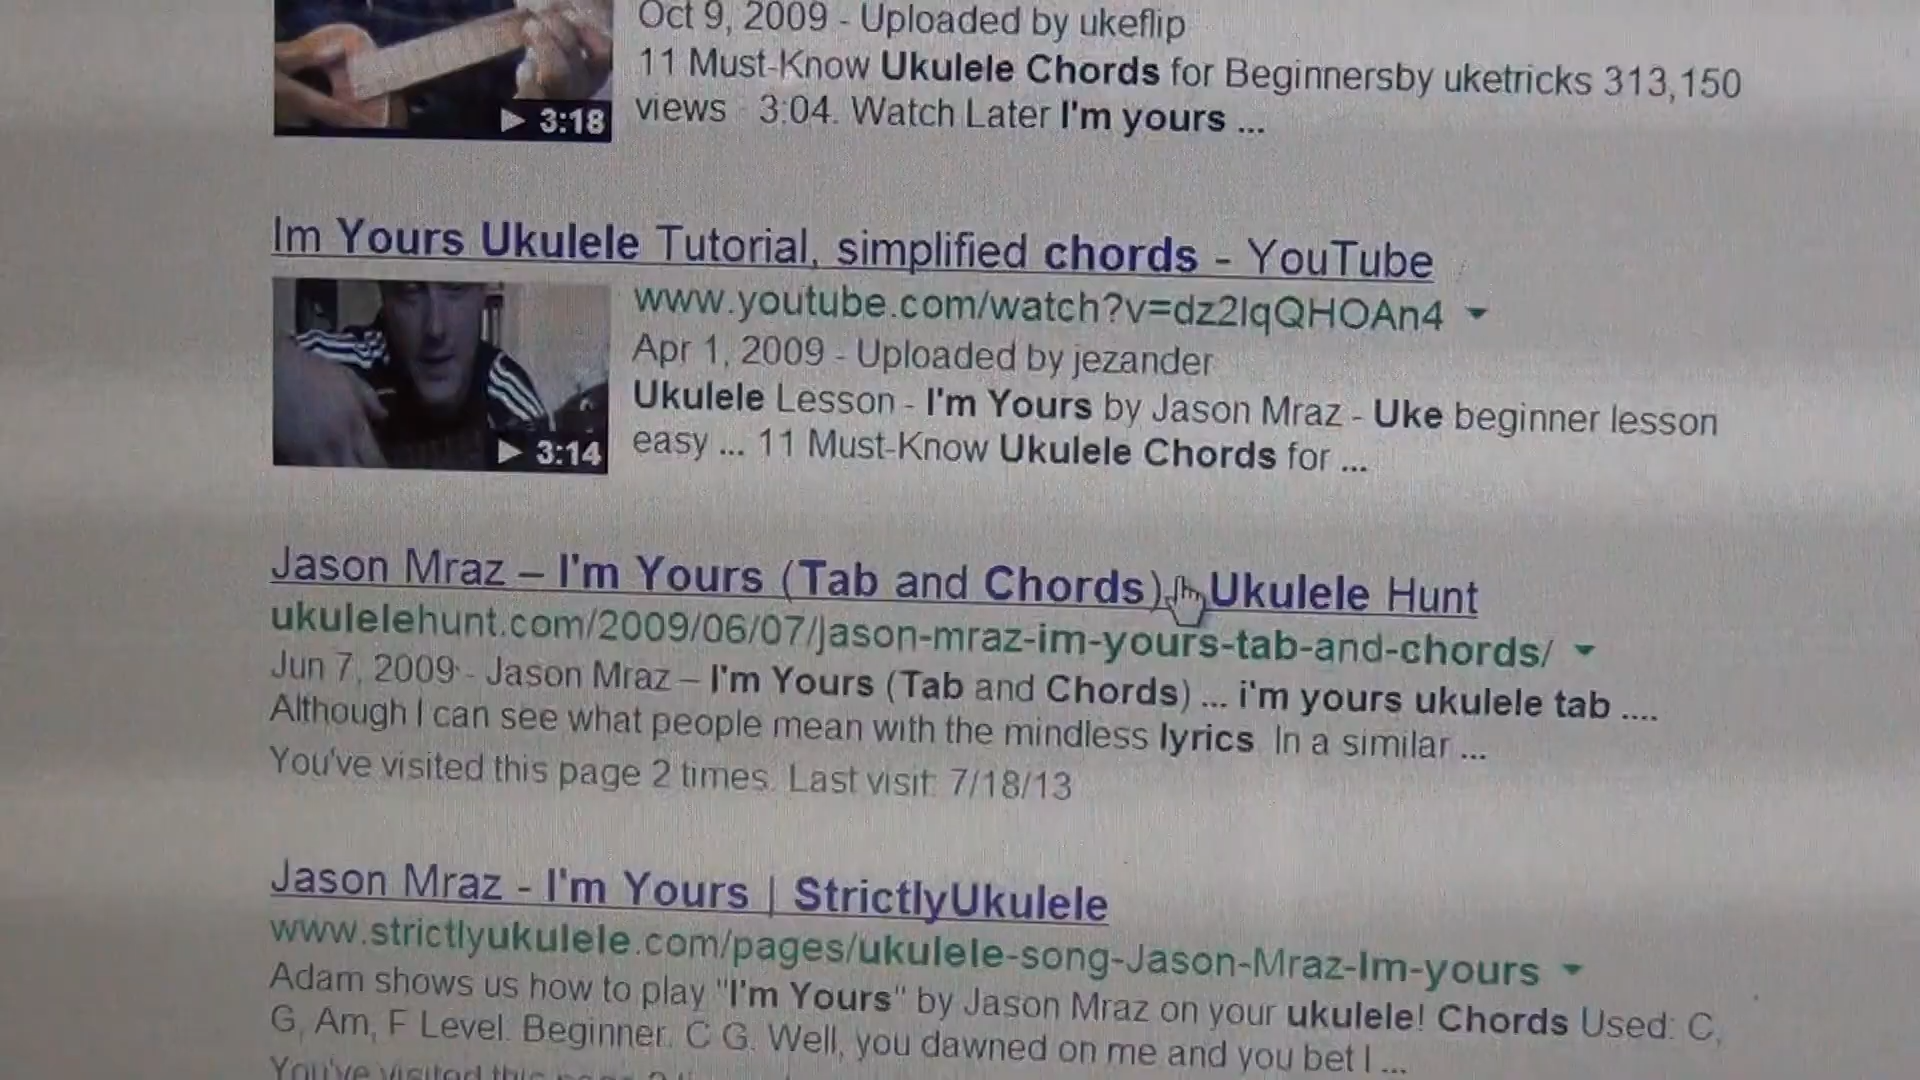 Oct 9, 2009 - Uploaded by ukeflip
11 Must-Know Ukulele Chords for Beginnersby uketricks 313,150
views · 3:04. Watch Later I'm yours ...
3:18
Im Yours Ukulele Tutorial, simplified chords - YouTube
www.youtube.com/watch?v=dz2IqQHOAn4
Apr 1, 2009 - Uploaded by jezander
Ukulele Lesson - I'm Yours by Jason Mraz - Uke beginner lesson
easy ... 11 Must-Know Ukulele Chords for ...
3:14
Jason Mraz – I'm Yours (Tab and Chords) Ukulele Hunt
ukulelehunt.com/2009/06/07/jason-mraz-im-yours-tab-and-chords/
Jun 7, 2009 - Jason Mraz – I'm Yours (Tab and Chords) ... i'm yours ukulele tab ....
Although I can see what people mean with the mindless lyrics. In a similar ...
You've visited this page 2 times. Last visit: 7/18/13
Jason Mraz - I'm Yours | StrictlyUkulele
www.strictlyukulele.com/pages/ukulele-song-Jason-Mraz-Im-yours
Adam shows us how to play "I'm Yours" by Jason Mraz on your ukulele! Chords Used: C,
G, Am, F Level: Beginner. C G. Well, you dawned on me and you bet I ...
You've visited this page